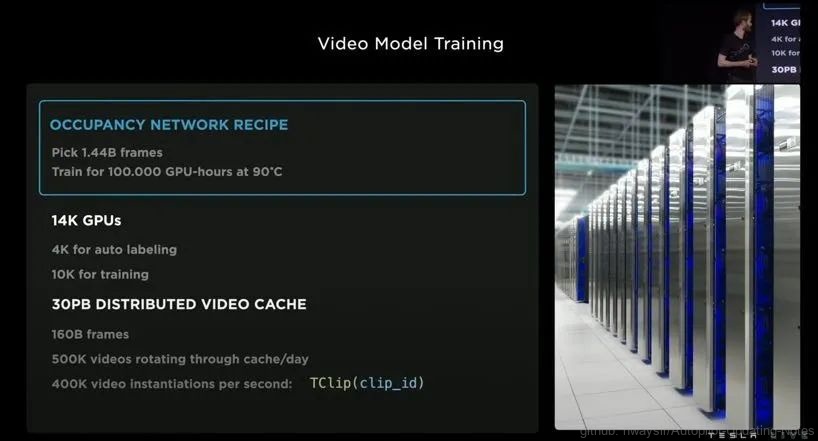 Video Model Training
14K G
4K for a
10K for
30PB
OCCUPANCY NETWORK RECIPE
Pick 1.44B frames
Train for 100.000 GPU-hours at 90°C
14K GPUs
4K for auto labeling
10K for training
30PB DISTRIBUTED VIDEO CACHE
160B frames
500K videos rotating through cache/day
400K video instantiations per second: TClip(clip_id)
TESLA LIVE